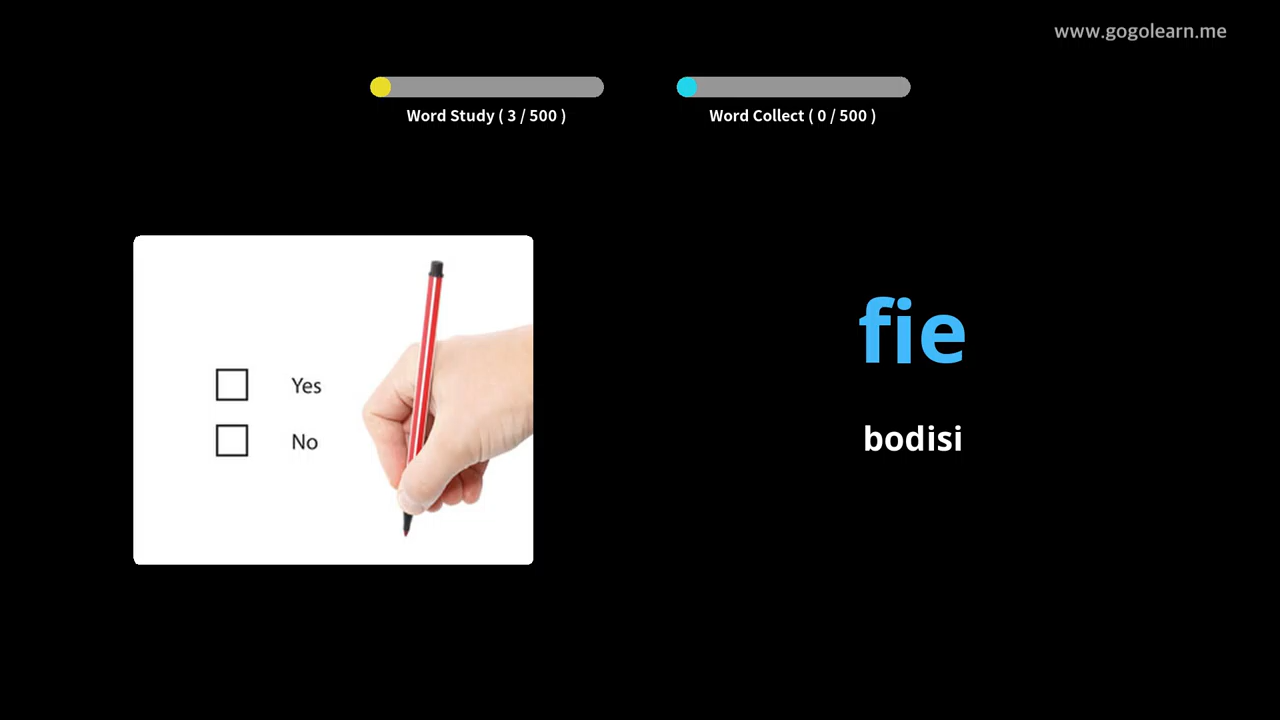 www.gogolearn.me
Word Study ( 3 / 500 )
Word Collect ( 0 / 500 )
Yes
No
fie
bodisi